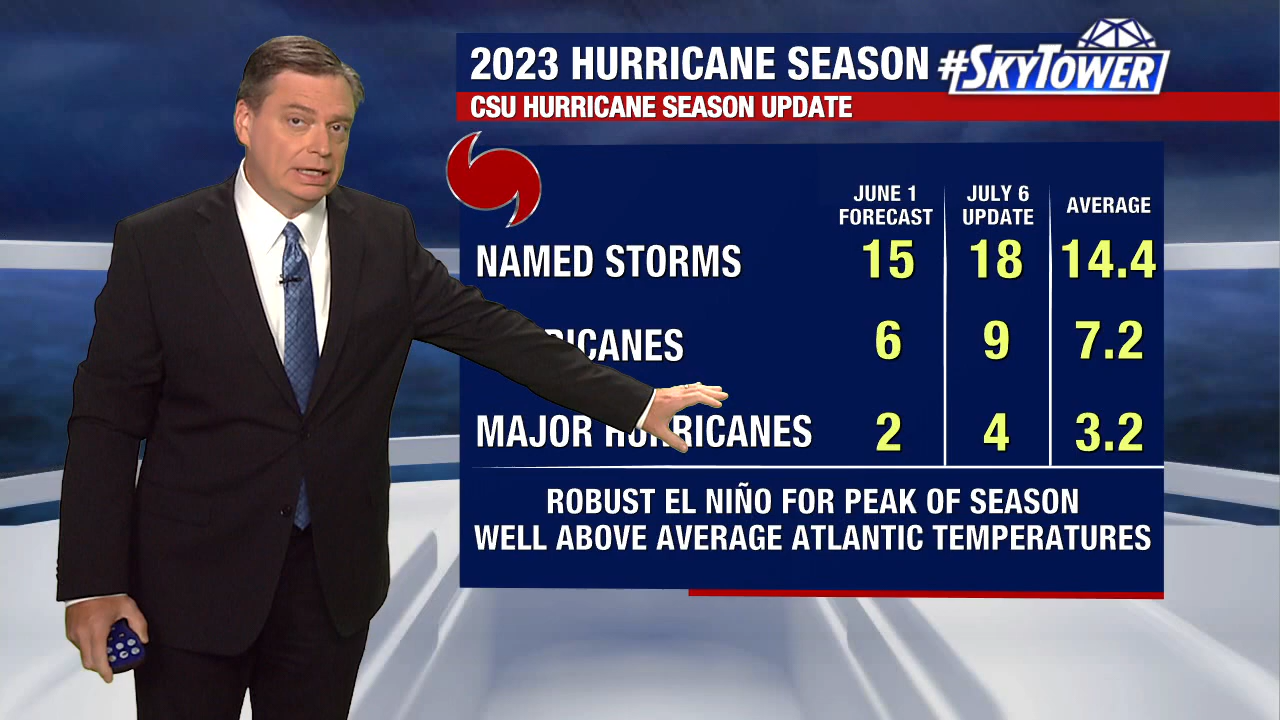 2023 HURRICANE SEASON
#SKYTOWER
CSU HURRICANE SEASON UPDATE
JUNE 1 FORECAST
JULY 6 UPDATE
AVERAGE
NAMED STORMS 15 18 14.4
RICANES 6 9 7.2
MAJOR HURRICANES 2 4 3.2
ROBUST EL NIÑO FOR PEAK OF SEASON
WELL ABOVE AVERAGE ATLANTIC TEMPERATURES